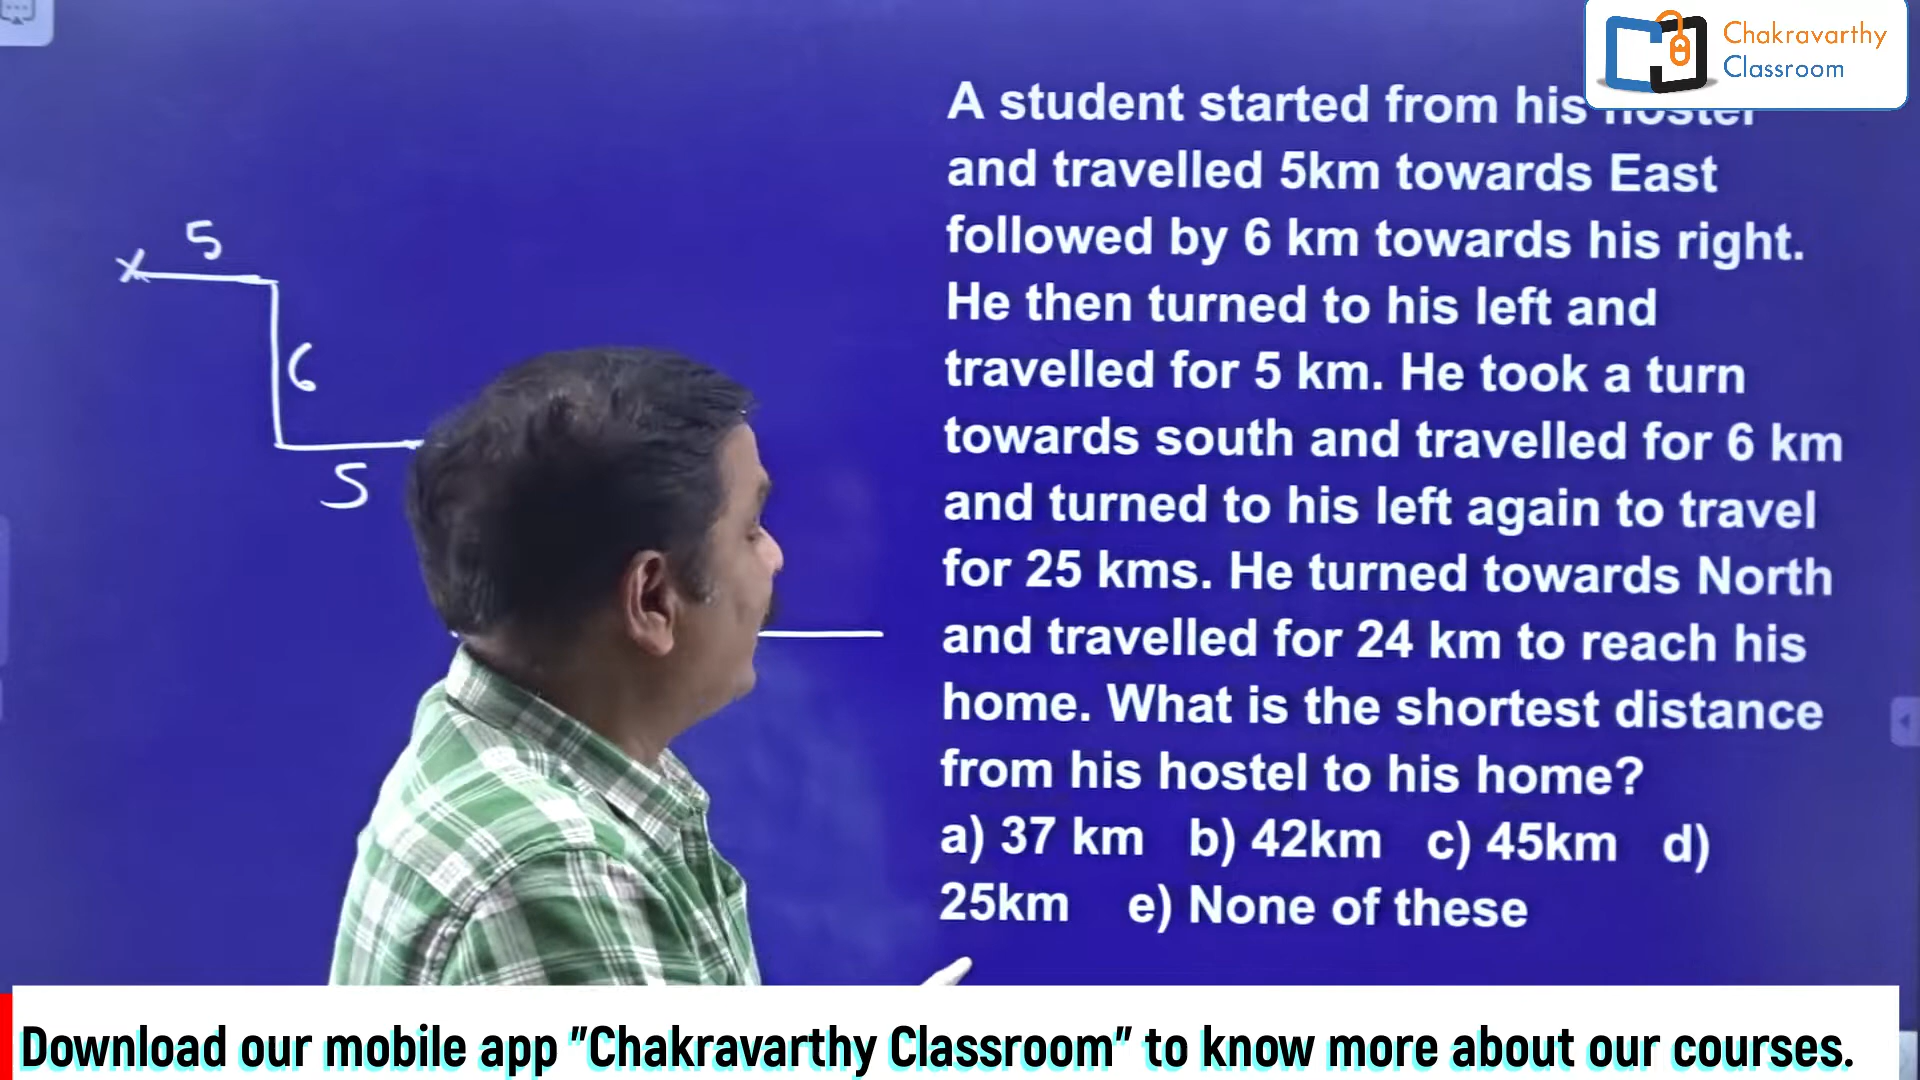 Chakravarthy
Classroom
A student started from his hostel
and travelled 5km towards East
followed by 6 km towards his right.
He then turned to his left and
travelled for 5 km. He took a turn
towards south and travelled for 6 km
and turned to his left again to travel
for 25 kms. He turned towards North
and travelled for 24 km to reach his
home. What is the shortest distance
from his hostel to his home?
a) 37 km b) 42km c) 45km d)
25km e) None of these
5
6
5
Download our mobile app "Chakravarthy Classroom" to know more about our courses.